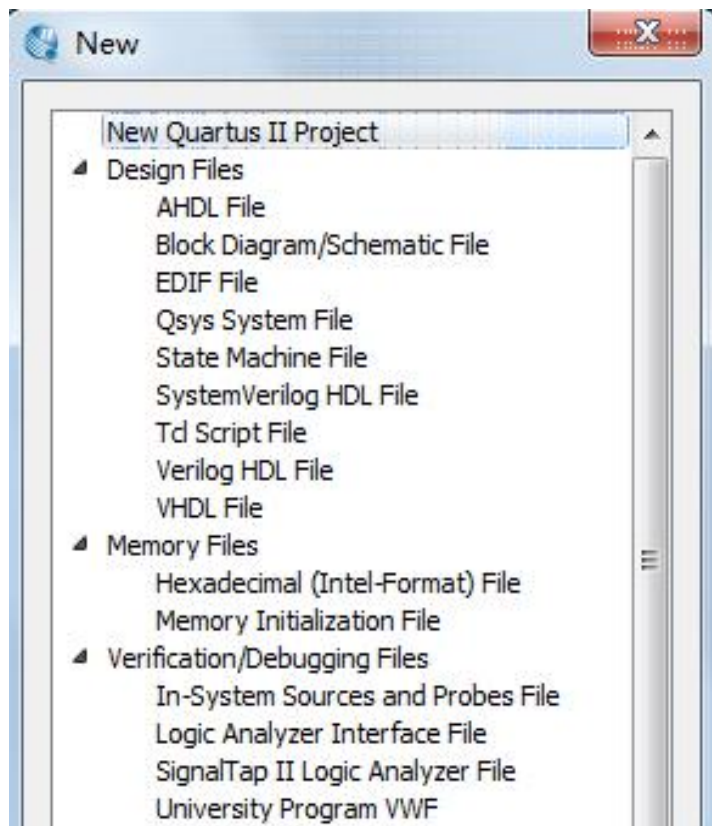 New
New Quartus II Project
Design Files
AHDL File
Block Diagram/Schematic File
EDIF File
Qsys System File
State Machine File
SystemVerilog HDL File
Tcl Script File
Verilog HDL File
VHDL File
Memory Files
Hexadecimal (Intel-Format) File
Memory Initialization File
Verification/Debugging Files
In-System Sources and Probes File
Logic Analyzer Interface File
SignalTap II Logic Analyzer File
University Program VWF